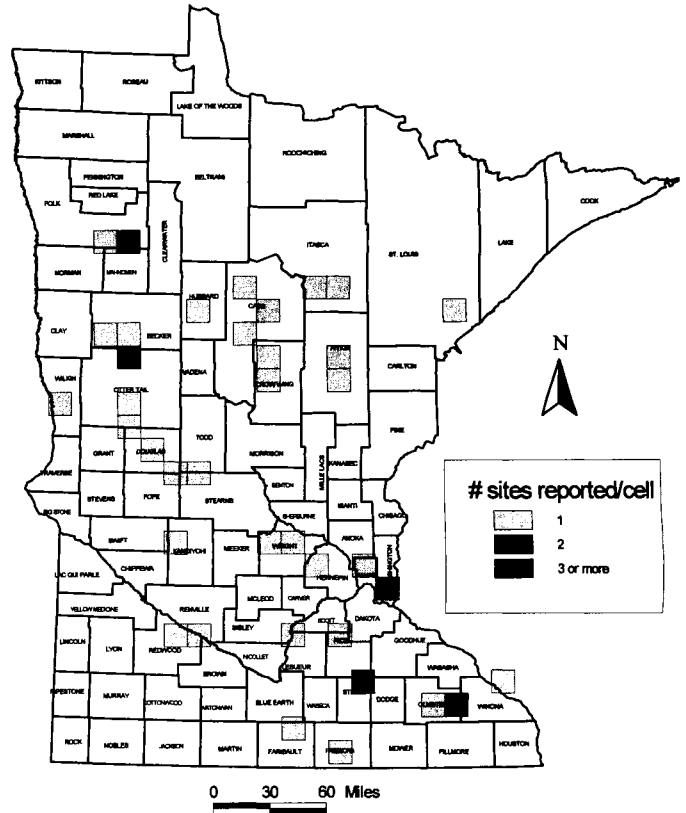 KITTSON
ROSEAU
LAKE OF THE WOODS
MARSHALL
KOOCHICHING
PENNINGTON
BELTRAMI
RED LAKE
POLK
COOK
CLEARWATER
ITASCA
ST. LOUIS
LAKE
NORMAN
MAHNOMEN
HUBBARD
CASS
CLAY
BECKER
N
WADENA
CARLTON
WILKIN
OTTER TAIL
CROW WING
PINE
TODD
GRANT
DOUGLAS
MORRISON
MILLE LACS
KANABEC
TRAVERSE
BENTON
STEVENS
POPE
STEARNS
ISANTI
CHISAGO
BIG STONE
SHERBURNE
SWIFT
ANOKA
KANDIYOHI
MEEKER
WRIGHT
CHIPPEWA
HENNEPIN
LAC QUI PARLE
MCLEOD
CARVER
RENVILLE
YELLOW MEDICINE
SCOTT
DAKOTA
SIBLEY
LINCOLN
LYON
REDWOOD
RICE
GOODHUE
NICOLLET
LESUEUR
WABASHA
BROWN
PIPESTONE
MURRAY
COTTONWOOD
WATONWAN
BLUE EARTH
WASECA
DODGE
WINONA
ROCK
NOBLES
JACKSON
MARTIN
FARIBAULT
FREEBORN
MOWER
FILLMORE
HOUSTON
# sites reported/cell
1
2
3 or more
0 30 60 Miles